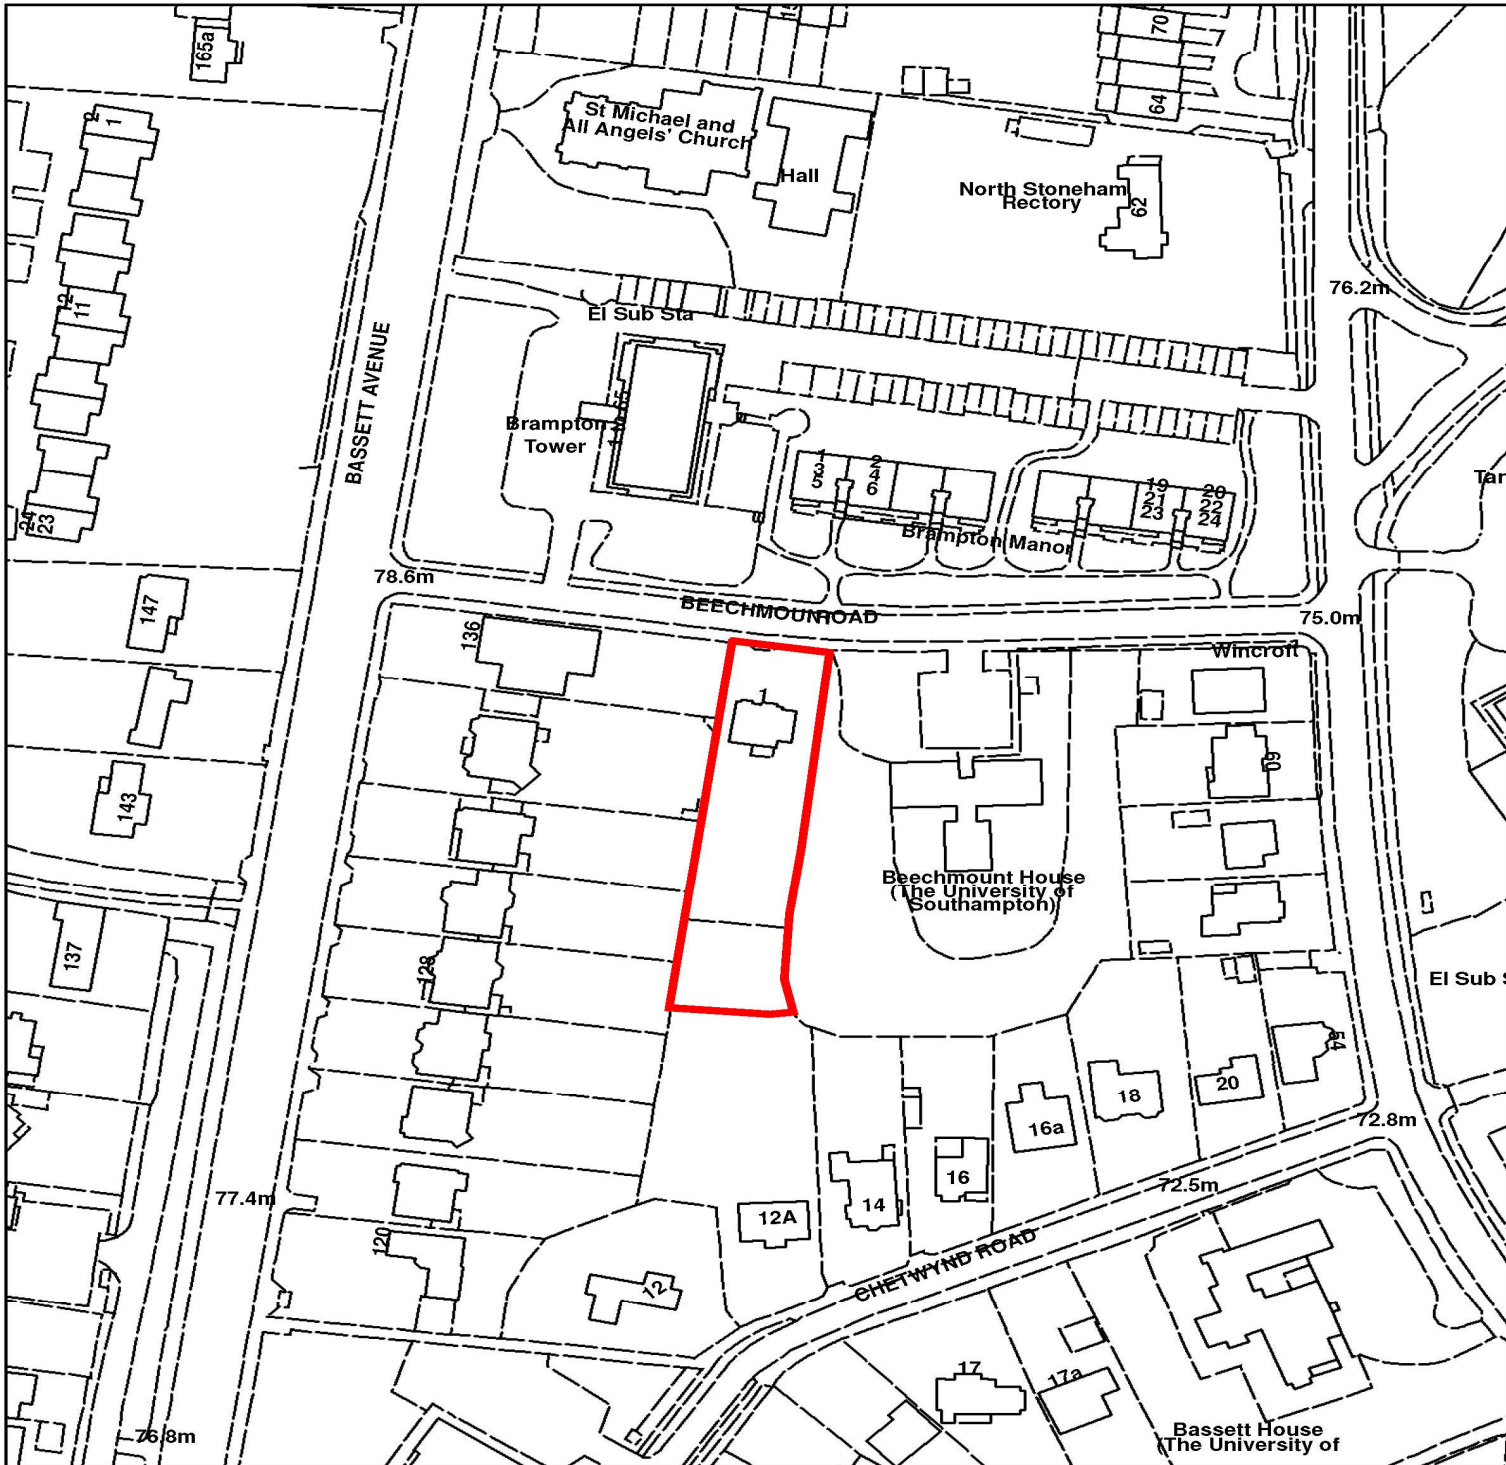 165a
70
64
2
1
St Michael and
All Angels' Church
Hall
North Stoneham
Rectory
62
76.2m
2
11
El Sub Sta
BASSETT AVENUE
Brampton
Tower
1
3
5
2
4
6
19
21
23
20
22
24
Brampton Manor
24
23
78.6m
BEECHMOUNT ROAD
75.0m
147
136
Wincroft
1
60
143
Beechmount House
(The University of
Southampton)
137
128
El Sub
54
20
18
16a
72.8m
16
72.5m
77.4m
14
12A
120
CHETWYND ROAD
12
17
17a
76.8m
Bassett House
(The University of